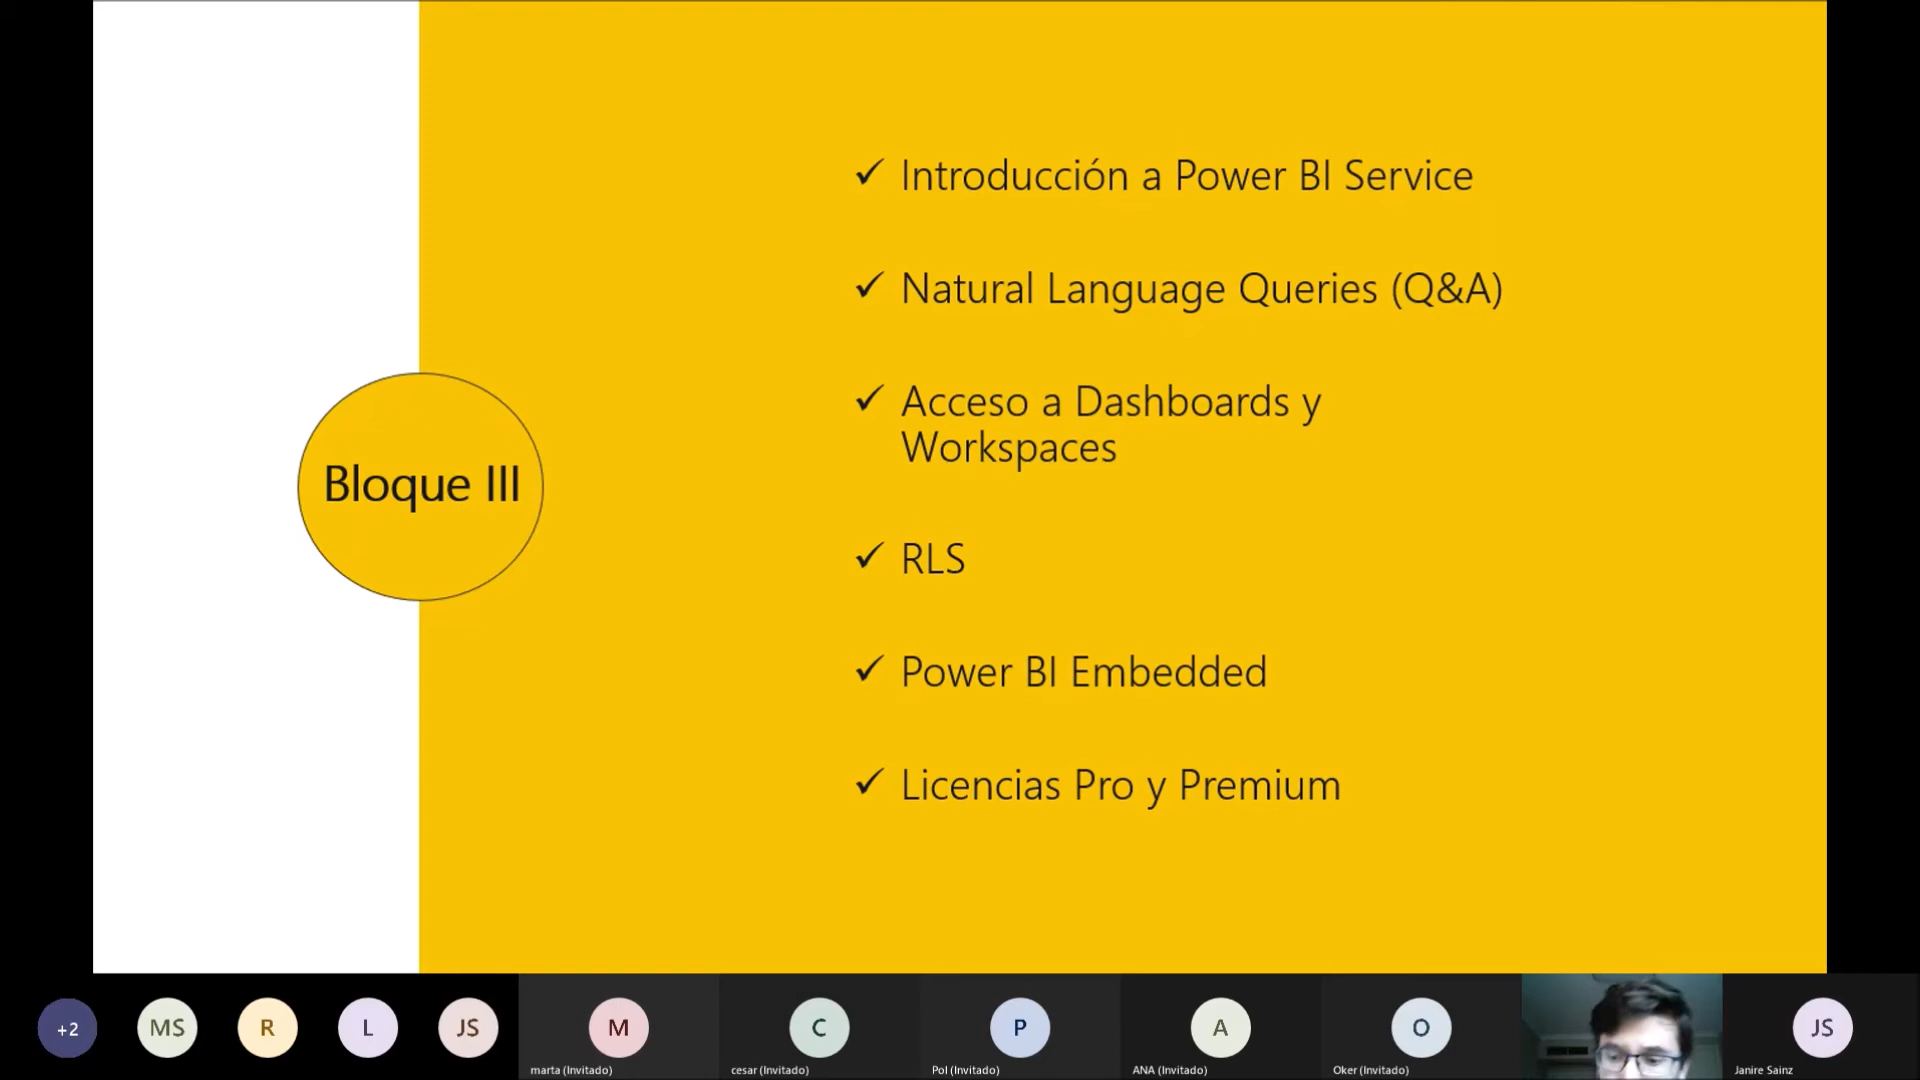 Introducción a Power BI Service
Natural Language Queries (Q&A)
Acceso a Dashboards y
Workspaces
Bloque III
RLS
Power BI Embedded
Licencias Pro y Premium
+2
MS
R
L
JS
M
C
P
A
O
JS
marta (Invitado)
cesar (Invitado)
Pol (Invitado)
ANA (Invitado)
Oker (Invitado)
Janire Sainz